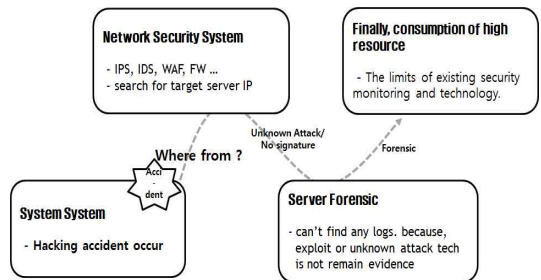 Network Security System
- IPS, IDS, WAF, FW ...
- search for target server IP
Finally, consumption of high
resource
- The limits of existing security
monitoring and technology.
Where from ?
Unknown Attack/
No signature
Forensic
Acci
-
dent
System System
- Hacking accident occur
Server Forensic
- can't find any logs. because,
exploit or unknown attack tech
is not remain evidence